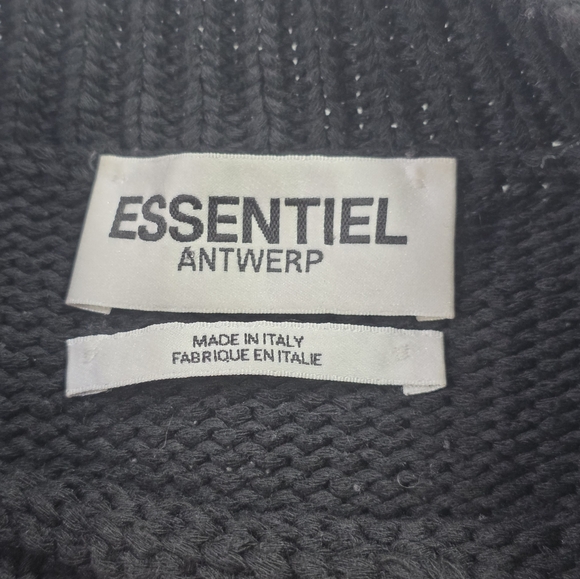 ESSENTIEL
ANTWERP
MADE IN ITALY
FABRIQUE EN ITALIE